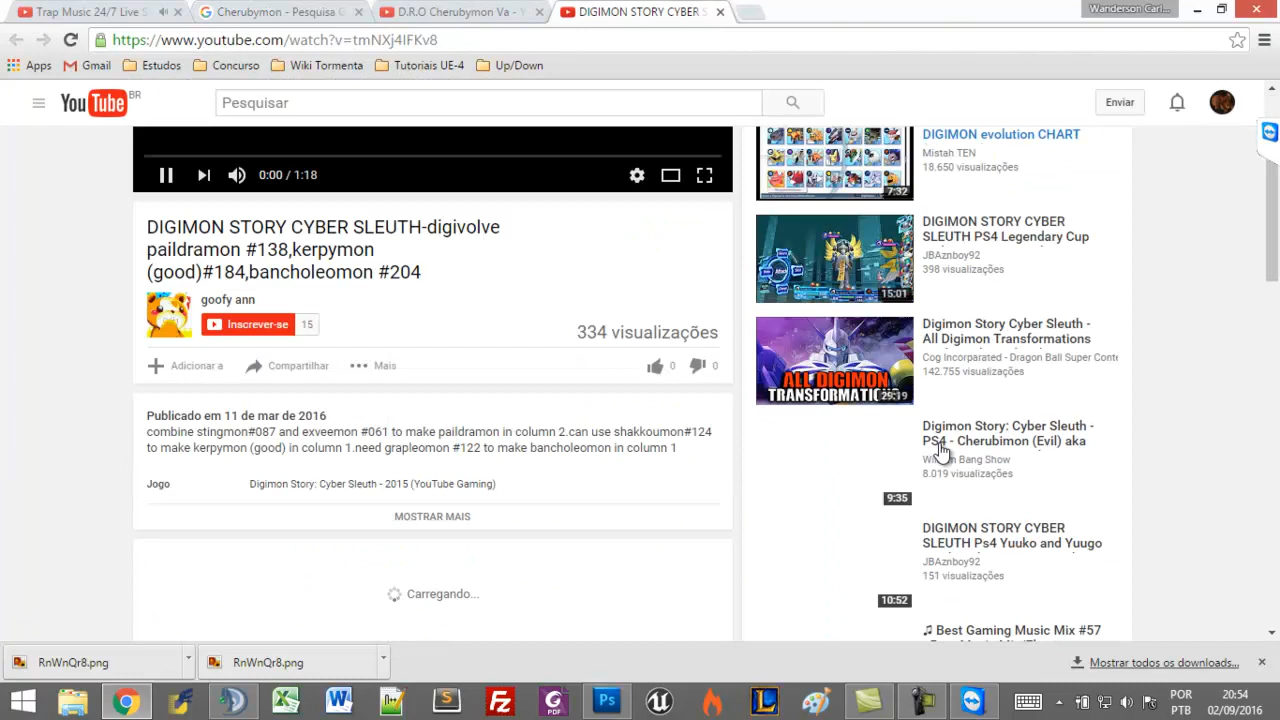 Trap Music 24/7 Live S
Cherubymon - Pesquisa G
D.R.O Cherubymon Va - Y
DIGIMON STORY CYBER S
Wanderson Carl...
https://www.youtube.com/watch?v=tmNXj4IFKv8
Apps
Gmail
Estudos
Concurso
Wiki Tormenta
Tutoriais UE-4
Up/Down
YouTube BR
Pesquisar
Enviar
0:00 / 1:18
DIGIMON STORY CYBER SLEUTH-digivolve
paildramon #138,kerpymon
(good)#184,bancholeomon #204
goofy ann
Inscrever-se 15
334 visualizações
Adicionar a
Compartilhar
Mais
0
0
Publicado em 11 de mar de 2016
combine stingmon#087 and exveemon #061 to make paildramon in column 2.can use shakkoumon#124
to make kerpymon (good) in column 1.need grapleomon #122 to make bancholeomon in column 1
Jogo Digimon Story: Cyber Sleuth - 2015 (YouTube Gaming)
MOSTRAR MAIS
Carregando...
DIGIMON evolution CHART
Mistah TEN
18.650 visualizações
7:32
DIGIMON STORY CYBER
SLEUTH PS4 Legendary Cup
JBAznboy92
398 visualizações
15:01
Digimon Story Cyber Sleuth -
All Digimon Transformations
Cog Incorparated - Dragon Ball Super Conte
142.755 visualizações
ALL DIGIMON
TRANSFORMATIONS
29:19
Digimon Story: Cyber Sleuth -
PS4 - Cherubimon (Evil) aka
Bang Show
8.019 visualizações
9:35
DIGIMON STORY CYBER
SLEUTH Ps4 Yuuko and Yuugo
JBAznboy92
151 visualizações
10:52
♫ Best Gaming Music Mix #57
RnWnQr8.png
RnWnQr8.png
Mostrar todos os downloads...
POR
PTB
20:54
02/09/2016